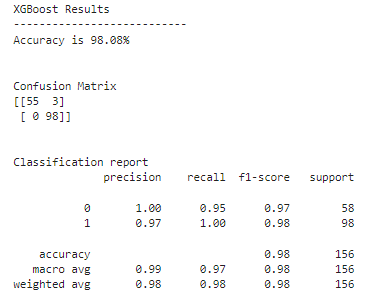 XGBoost Results
---------------------------
Accuracy is 98.08%
Confusion Matrix
[[55  3]
 [ 0 98]]
Classification report
              precision    recall  f1-score   support
           0       1.00      0.95      0.97        58
           1       0.97      1.00      0.98        98
    accuracy                           0.98       156
   macro avg       0.99      0.97      0.98       156
weighted avg       0.98      0.98      0.98       156